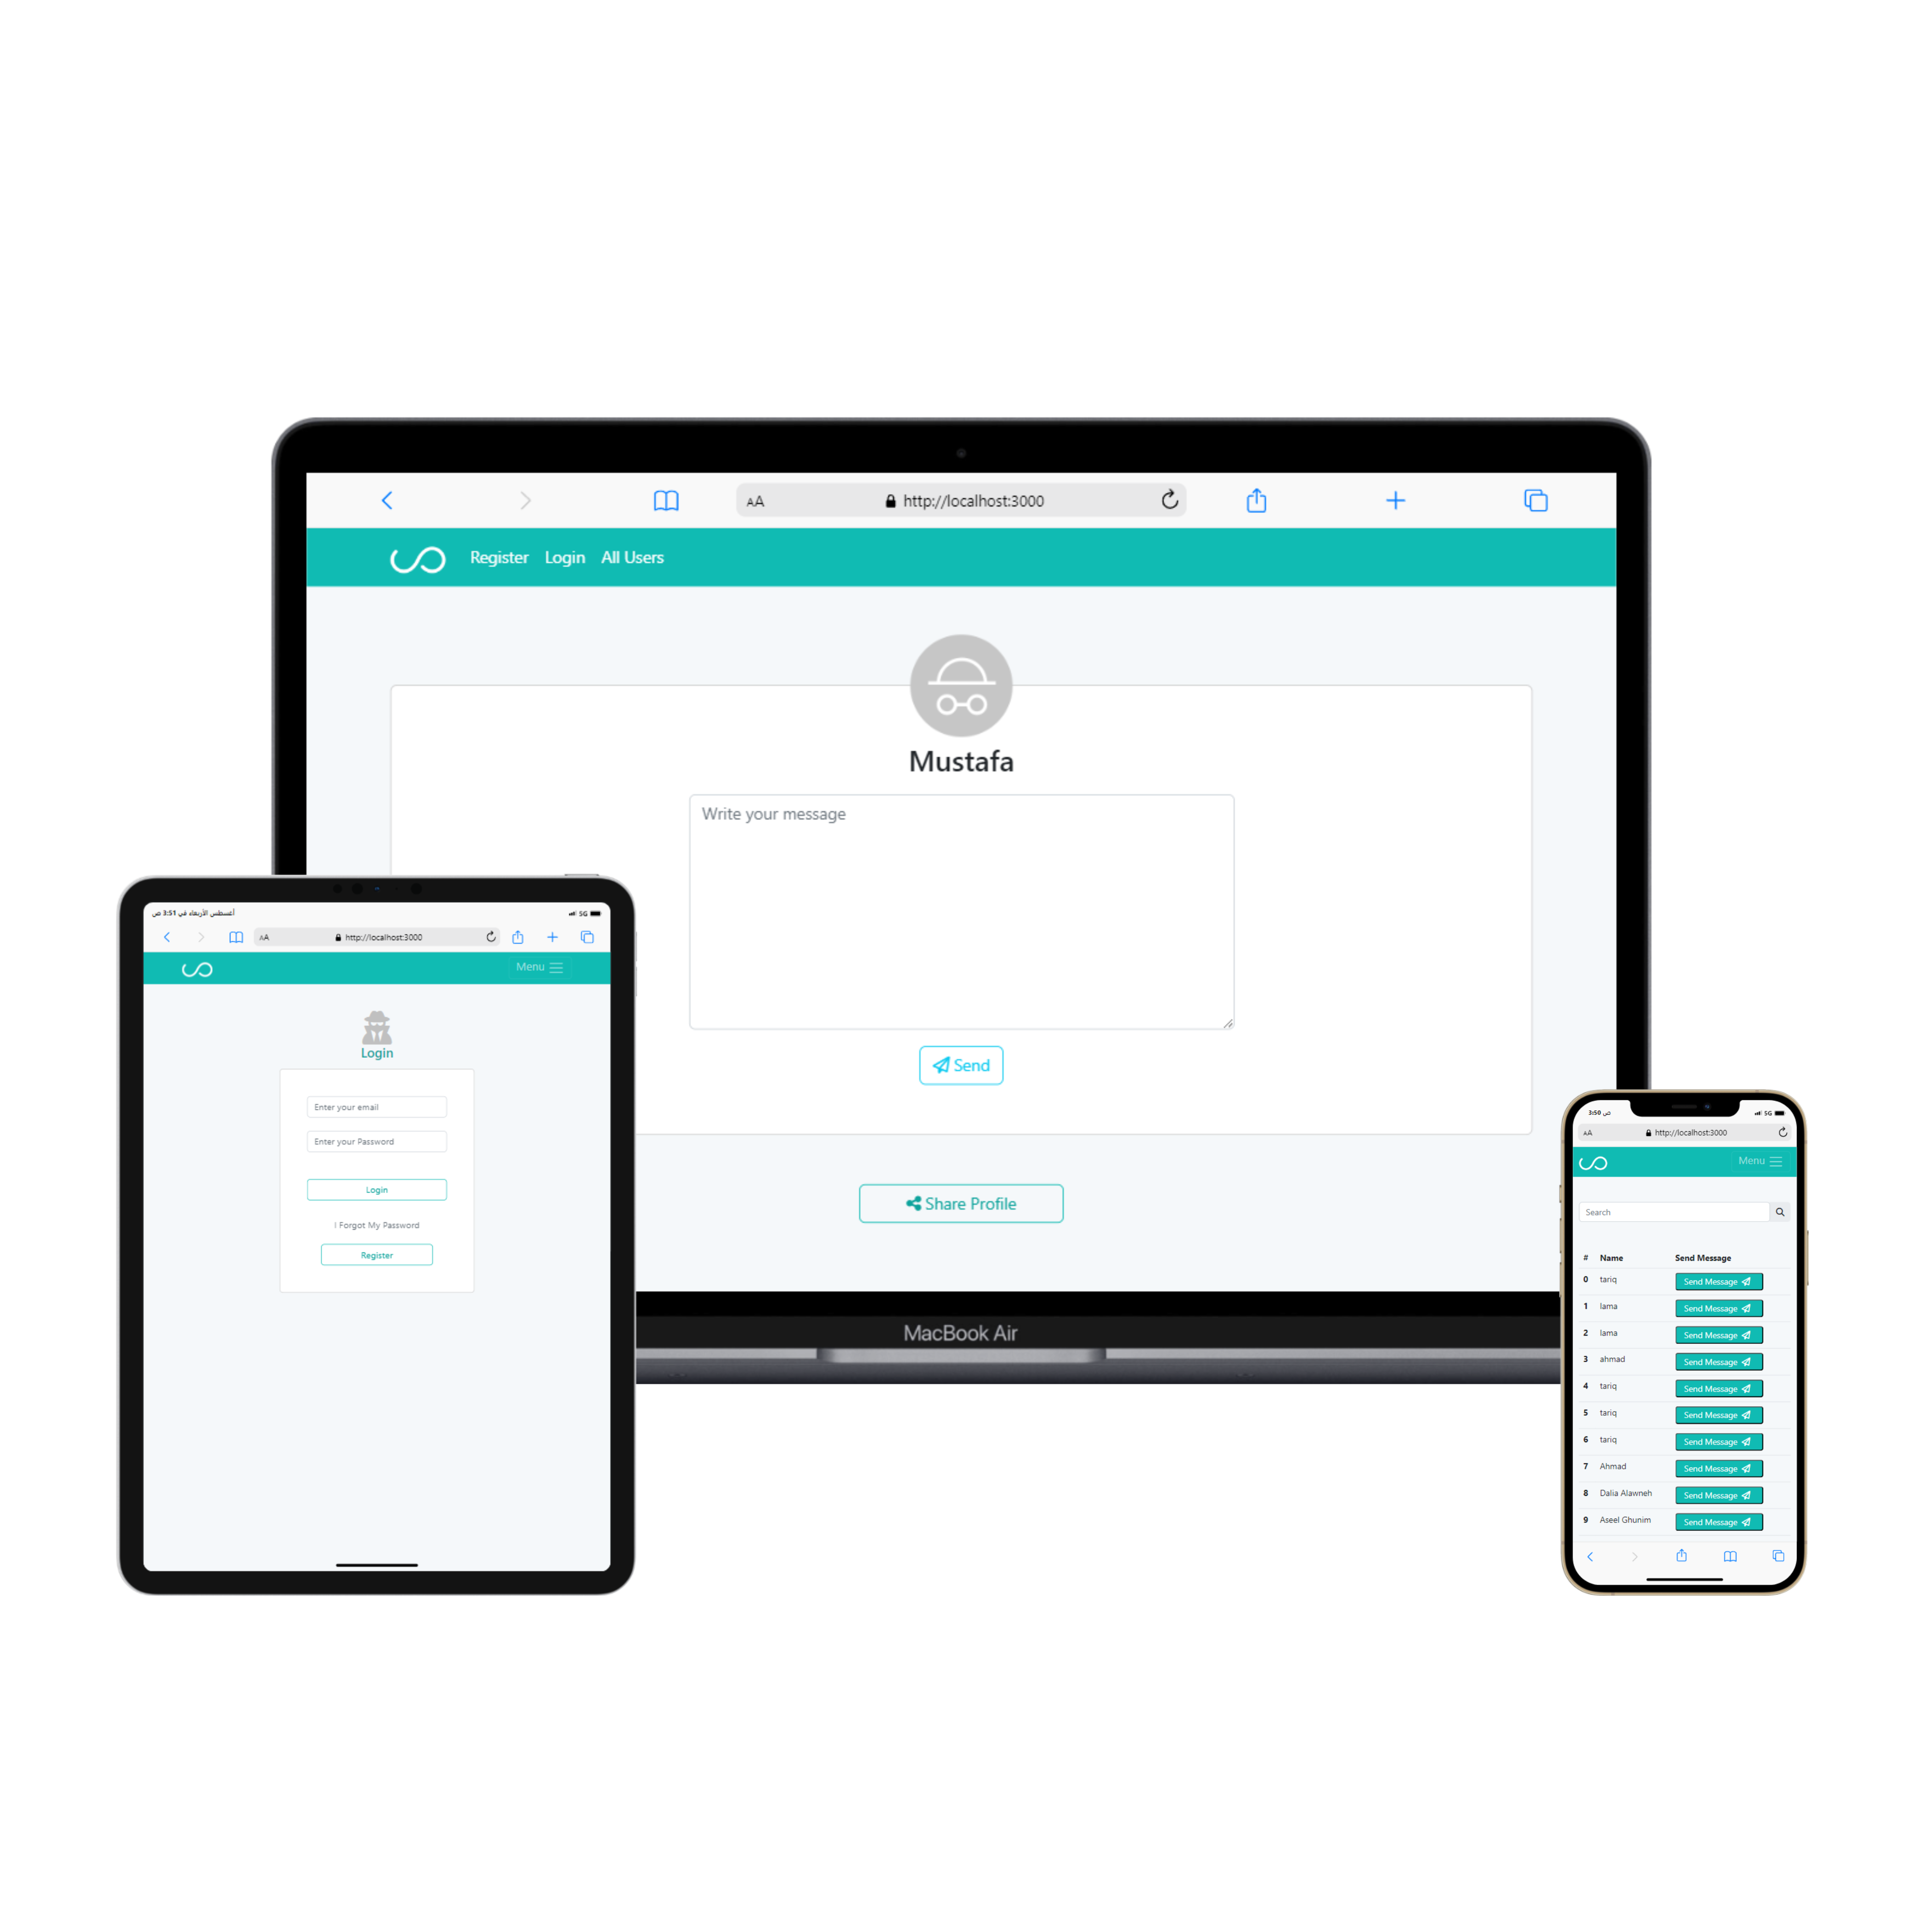 AA http://localhost:3000
Register Login All Users
Mustafa
Write your message
Send
Share Profile
MacBook Air
أغسطس الأربعاء في 3:51 ص
5G
AA http://localhost:3000
Menu
Login
Enter your email
Enter your Password
Login
I Forgot My Password
Register
3:50 ص
5G
AA http://localhost:3000
Menu
Search
# Name Send Message
0 tariq Send Message
1 lama Send Message
2 lama Send Message
3 ahmad Send Message
4 tariq Send Message
5 tariq Send Message
6 tariq Send Message
7 Ahmad Send Message
8 Dalia Alawneh Send Message
9 Aseel Ghunim Send Message